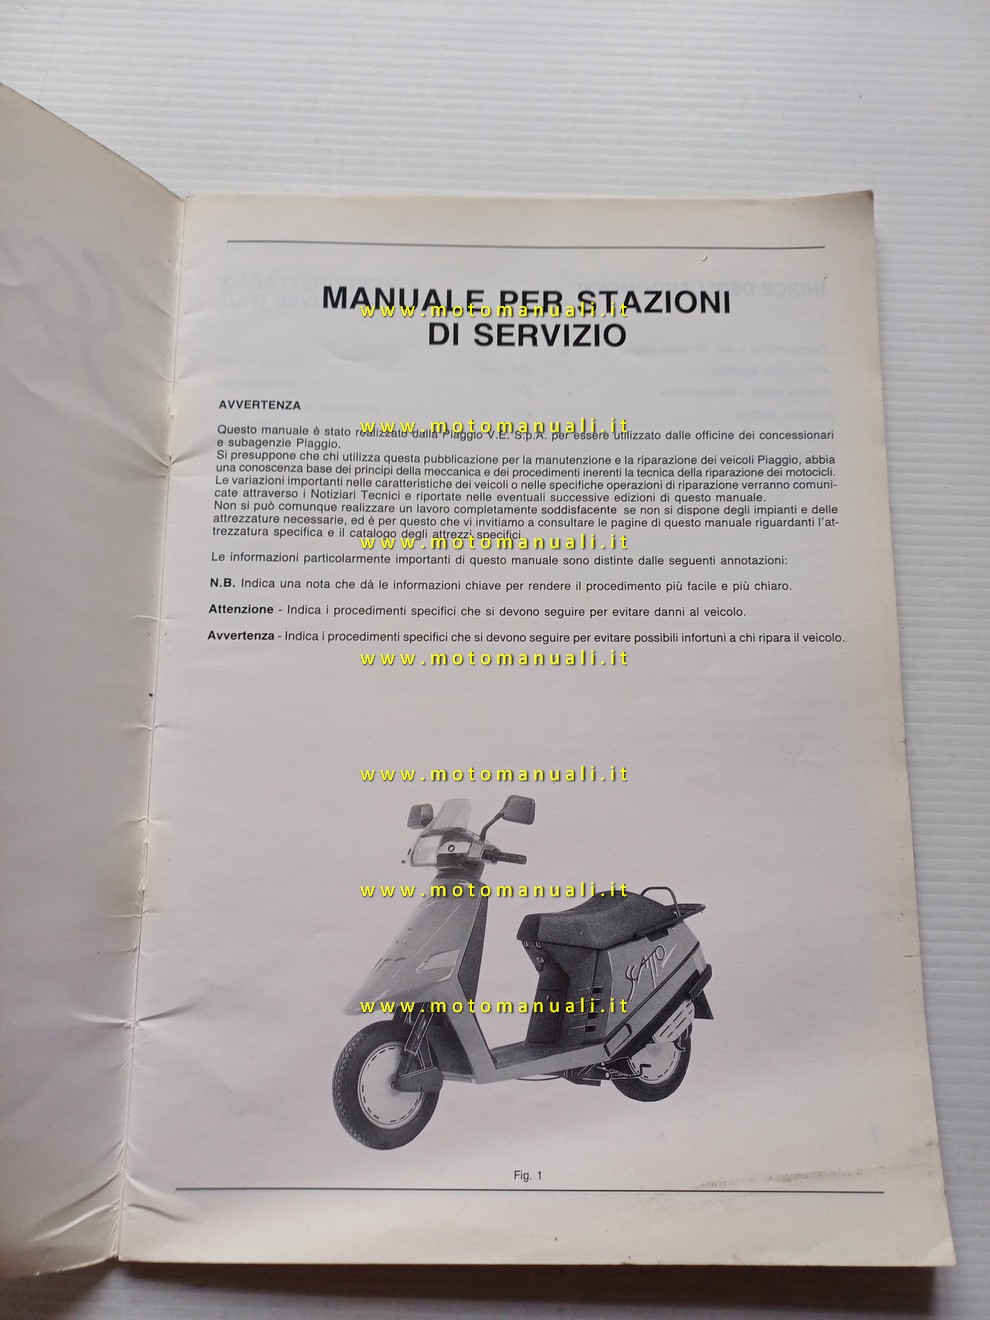 MANUALE PER STAZIONI
www.motomanuali.it
DI SERVIZIO
AVVERTENZA
www.motomanuali.it
Questo manuale è stato realizzato dalla Piaggio V.E. S.p.A. per essere utilizzato dalle officine dei concessionari
e subagenzie Piaggio.
Si presuppone che chi utilizza questa pubblicazione per la manutenzione e la riparazione dei veicoli Piaggio, abbia
una conoscenza base dei principi della meccanica e dei procedimenti inerenti la tecnica della riparazione dei motocicli.
Le variazioni importanti nelle caratteristiche dei veicoli o nelle specifiche operazioni di riparazione verranno comuni-
cate attraverso i Notiziari Tecnici e riportate nelle eventuali successive edizioni di questo manuale.
Non si può comunque realizzare un lavoro completamente soddisfacente se non si dispone degli impianti e delle
attrezzature necessarie, ed è per questo che vi invitiamo a consultare le pagine di questo manuale riguardanti l'at-
trezzatura specifica e il catalogo degli attrezzi specifici.
www.motomanuali.it
Le informazioni particolarmente importanti di questo manuale sono distinte dalle seguenti annotazioni:
N.B. Indica una nota che dà le informazioni chiave per rendere il procedimento più facile e più chiaro.
Attenzione - Indica i procedimenti specifici che si devono seguire per evitare danni al veicolo.
Avvertenza - Indica i procedimenti specifici che si devono seguire per evitare possibili infortuni a chi ripara il veicolo.
www.motomanuali.it
www.motomanuali.it
www.motomanuali.it
SCATTO
www.motomanuali.it
Fig. 1